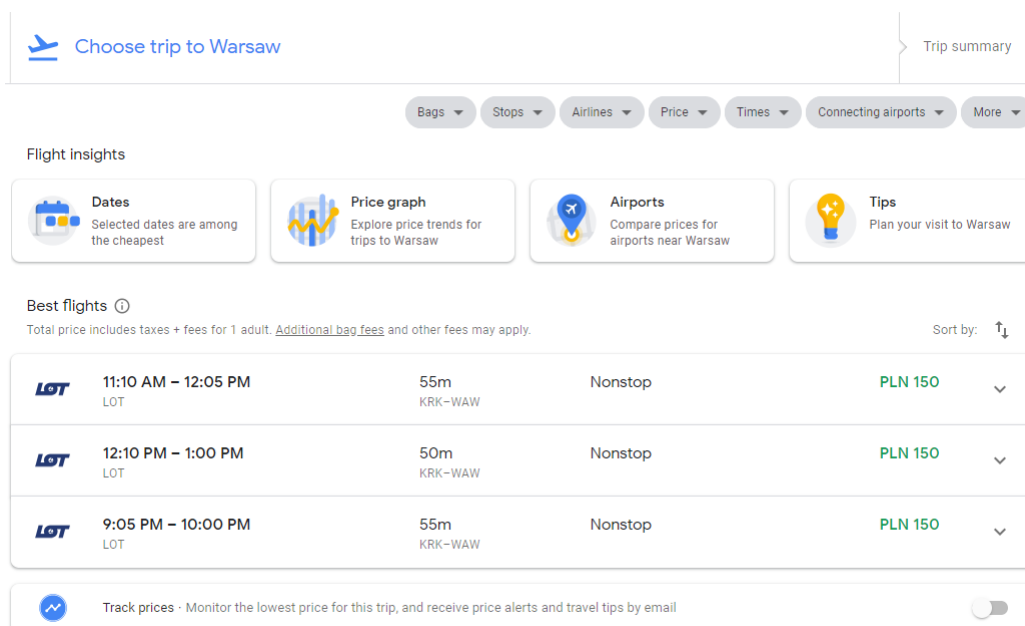 Choose trip to Warsaw
Trip summary
Bags
Stops
Airlines
Price
Times
Connecting airports
More
Flight insights
Dates
Selected dates are among
the cheapest
Price graph
Explore price trends for
trips to Warsaw
Airports
Compare prices for
airports near Warsaw
Tips
Plan your visit to Warsaw
Best flights
Total price includes taxes + fees for 1 adult. Additional bag fees and other fees may apply.
Sort by:
LOT
11:10 AM – 12:05 PM
LOT
55m
KRK–WAW
Nonstop
PLN 150
LOT
12:10 PM – 1:00 PM
LOT
50m
KRK–WAW
Nonstop
PLN 150
LOT
9:05 PM – 10:00 PM
LOT
55m
KRK–WAW
Nonstop
PLN 150
Track prices · Monitor the lowest price for this trip, and receive price alerts and travel tips by email